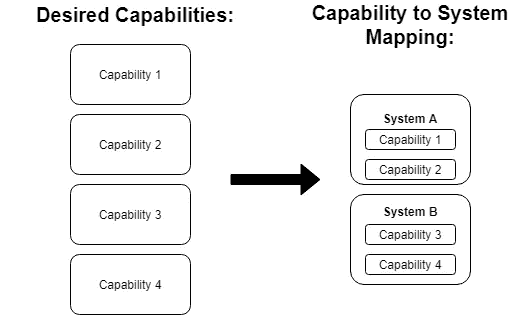 Desired Capabilities:
Capability 1
Capability 2
Capability 3
Capability 4
Capability to System
Mapping:
System A
Capability 1
Capability 2
System B
Capability 3
Capability 4